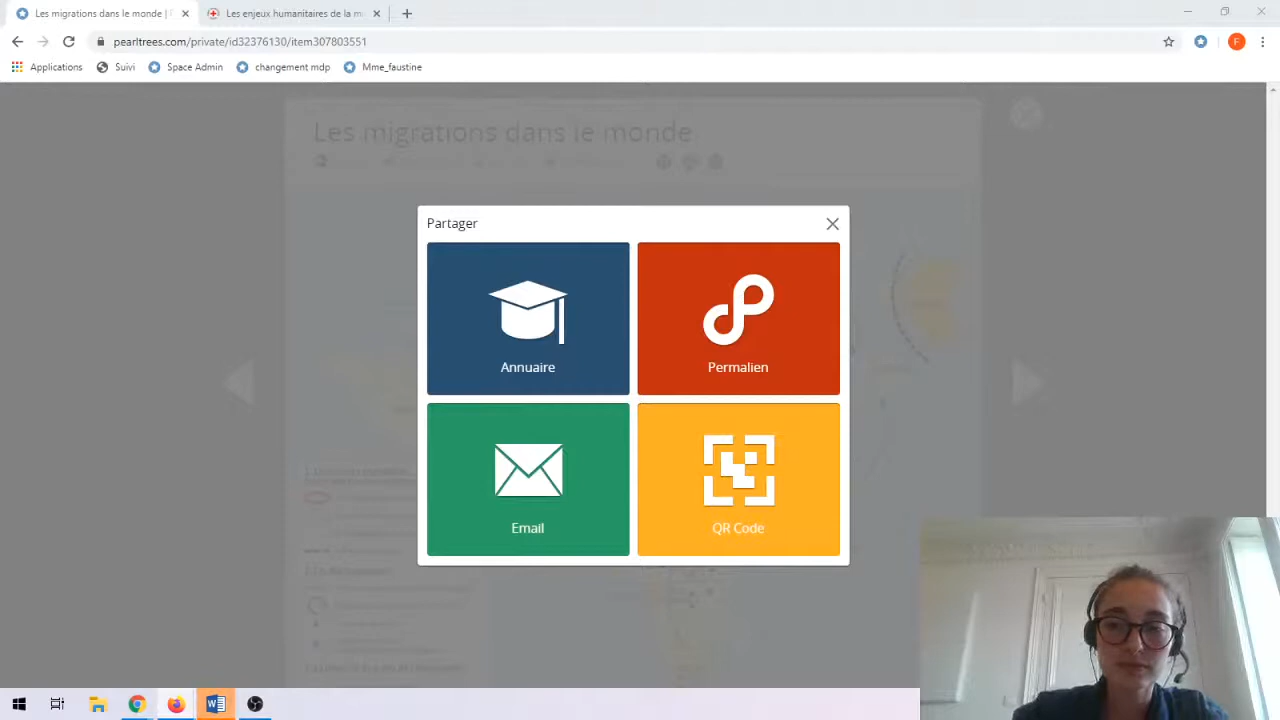 Les migrations dans le monde |
Les enjeux humanitaires de la m
pearltrees.com/private/id32376130/item307803551
F
Applications
Suivi
Space Admin
changement mdp
Mme_faustine
Les migrations dans le monde
Partager
Annuaire
Permalien
Email
QR Code